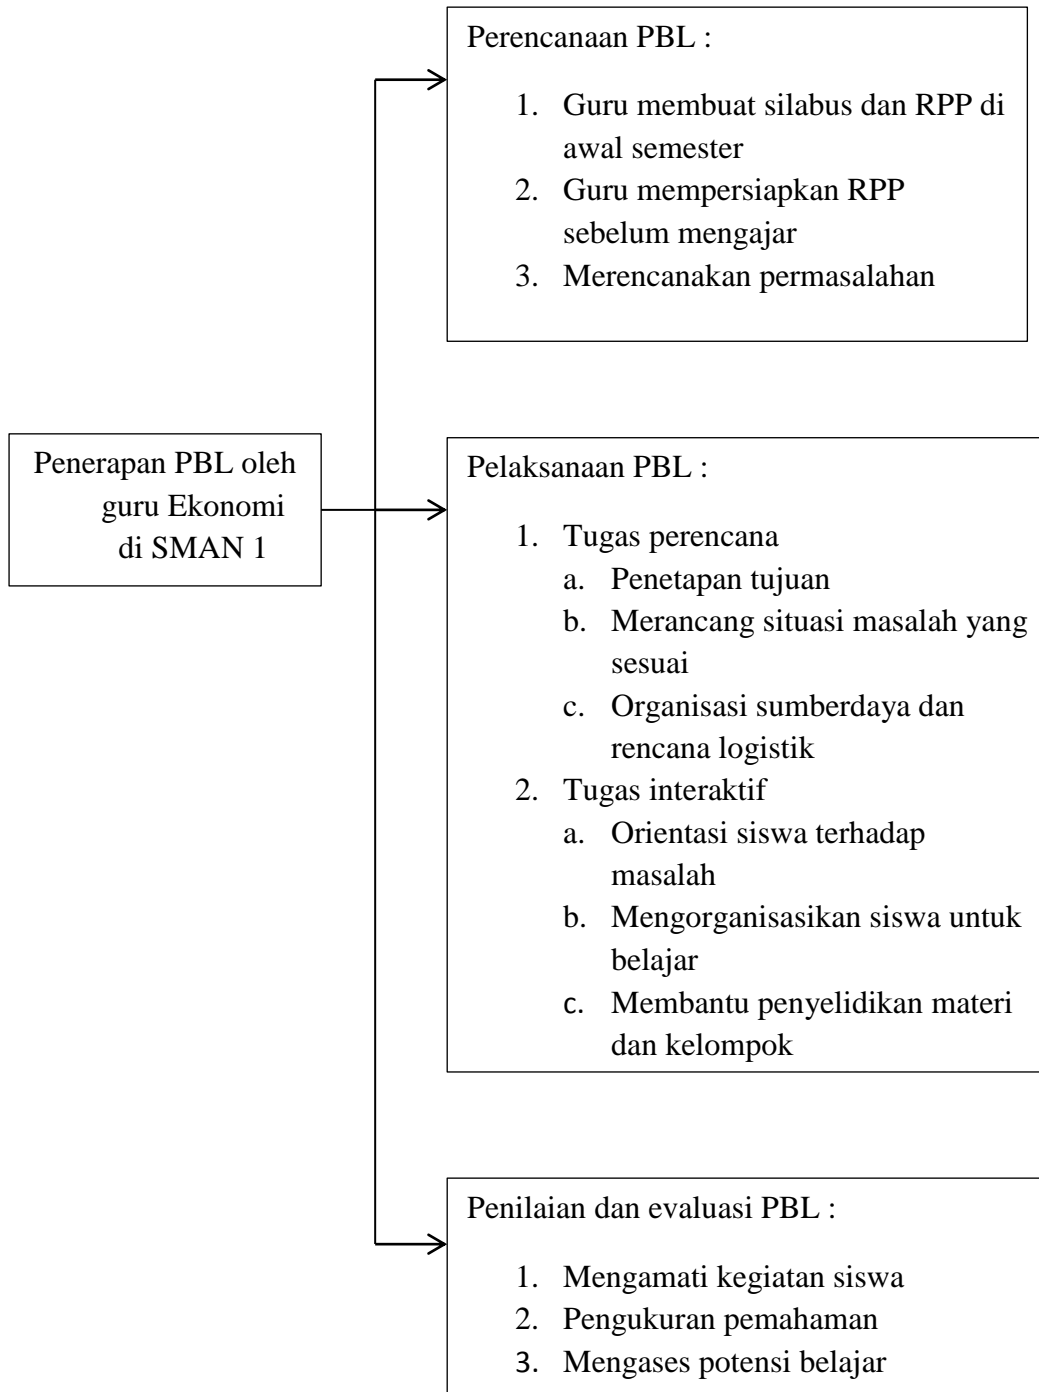 Perencanaan PBL :
1. Guru membuat silabus dan RPP di
awal semester
2. Guru mempersiapkan RPP
sebelum mengajar
3. Merencanakan permasalahan
Penerapan PBL oleh
guru Ekonomi
di SMAN 1
Pelaksanaan PBL :
1. Tugas perencana
a. Penetapan tujuan
b. Merancang situasi masalah yang
sesuai
c. Organisasi sumberdaya dan
rencana logistik
2. Tugas interaktif
a. Orientasi siswa terhadap
masalah
b. Mengorganisasikan siswa untuk
belajar
c. Membantu penyelidikan materi
dan kelompok
Penilaian dan evaluasi PBL :
1. Mengamati kegiatan siswa
2. Pengukuran pemahaman
3. Mengases potensi belajar